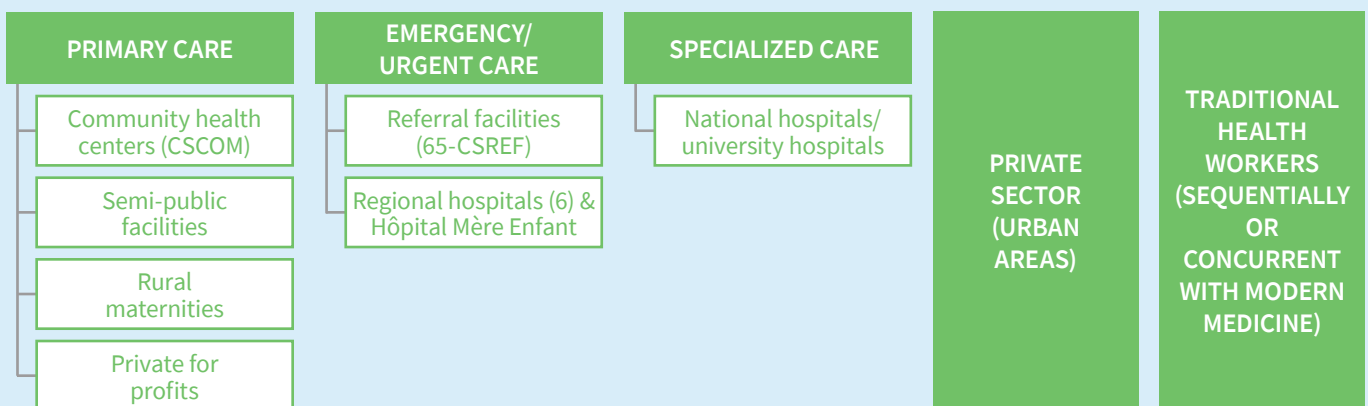 PRIMARY CARE
Community health
centers (CSCOM)
Semi-public
facilities
Rural
maternities
Private for
profits
EMERGENCY/
URGENT CARE
Referral facilities
(65-CSREF)
Regional hospitals (6) &
Hôpital Mère Enfant
SPECIALIZED CARE
National hospitals/
university hospitals
PRIVATE
SECTOR
(URBAN
AREAS)
TRADITIONAL
HEALTH
WORKERS
(SEQUENTIALLY
OR
CONCURRENT
WITH MODERN
MEDICINE)